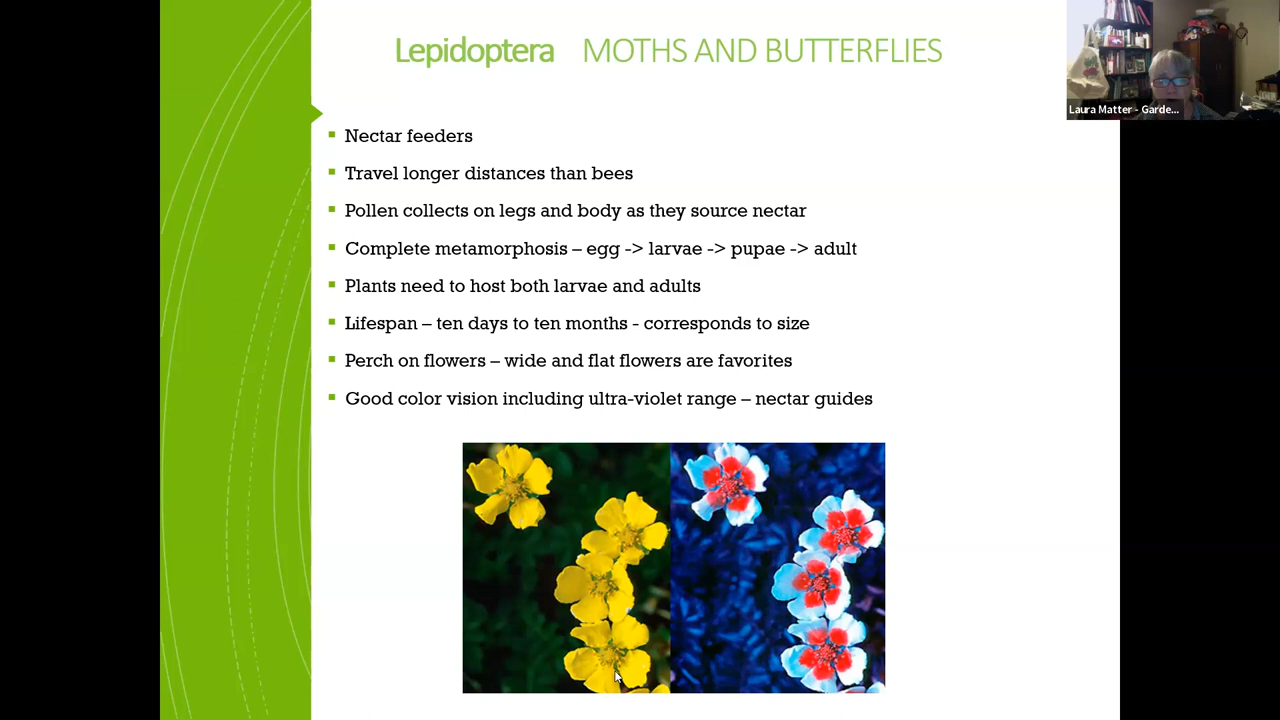 Lepidoptera MOTHS AND BUTTERFLIES
Laura Matter - Garde...
Nectar feeders
Travel longer distances than bees
Pollen collects on legs and body as they source nectar
Complete metamorphosis – egg -> larvae -> pupae -> adult
Plants need to host both larvae and adults
Lifespan – ten days to ten months - corresponds to size
Perch on flowers – wide and flat flowers are favorites
Good color vision including ultra-violet range – nectar guides